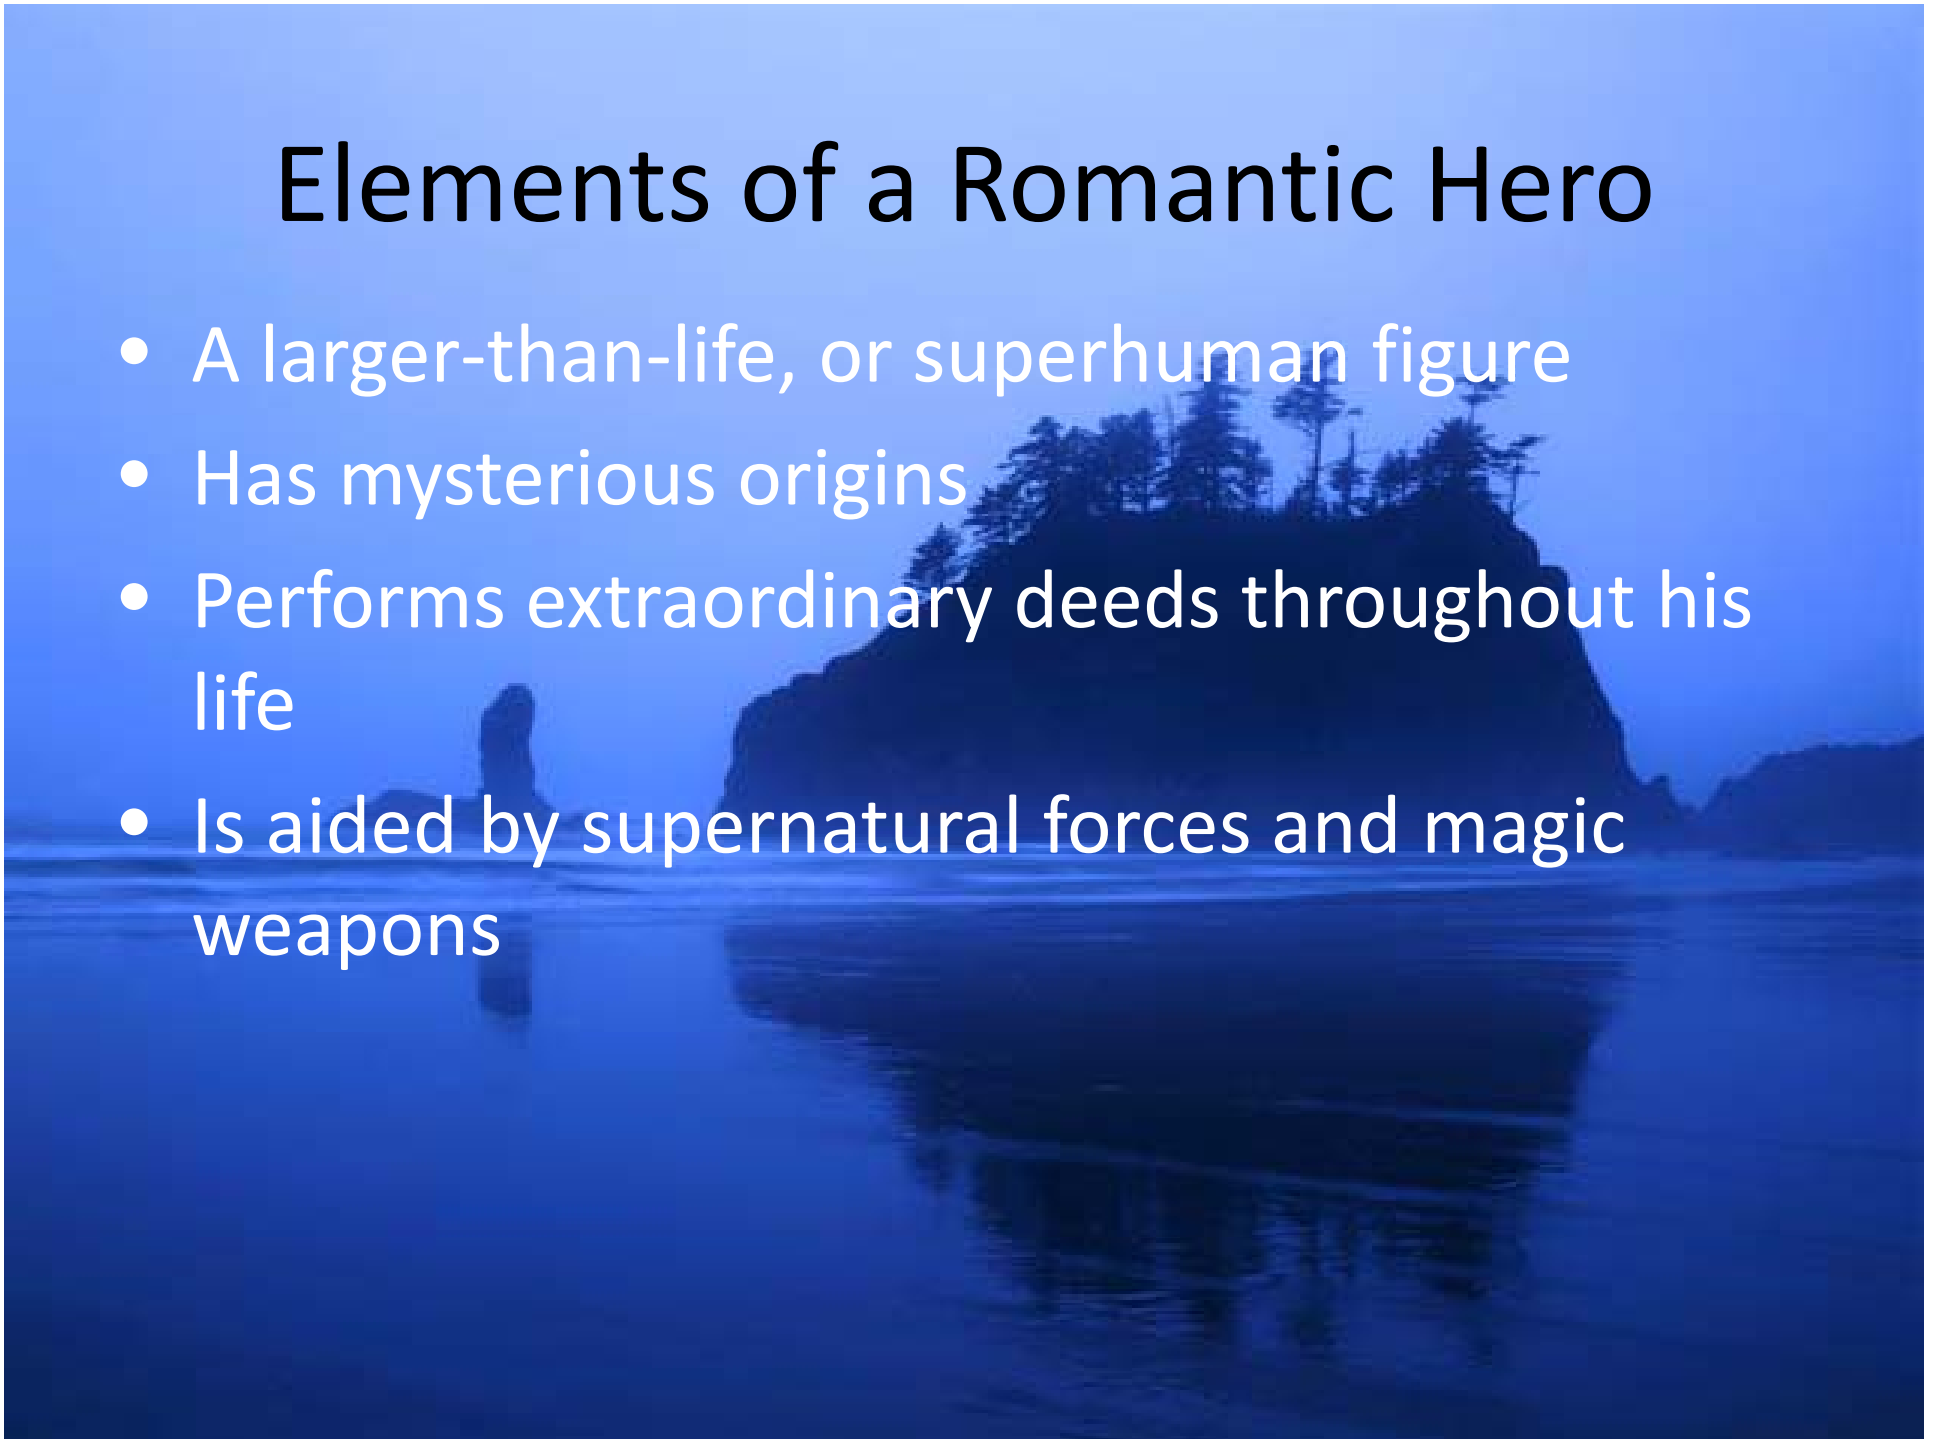 Elements of a Romantic Hero
• A larger-than-life, or superhuman figure
• Has mysterious origins
• Performs extraordinary deeds throughout his
life
• Is aided by supernatural forces and magic
weapons